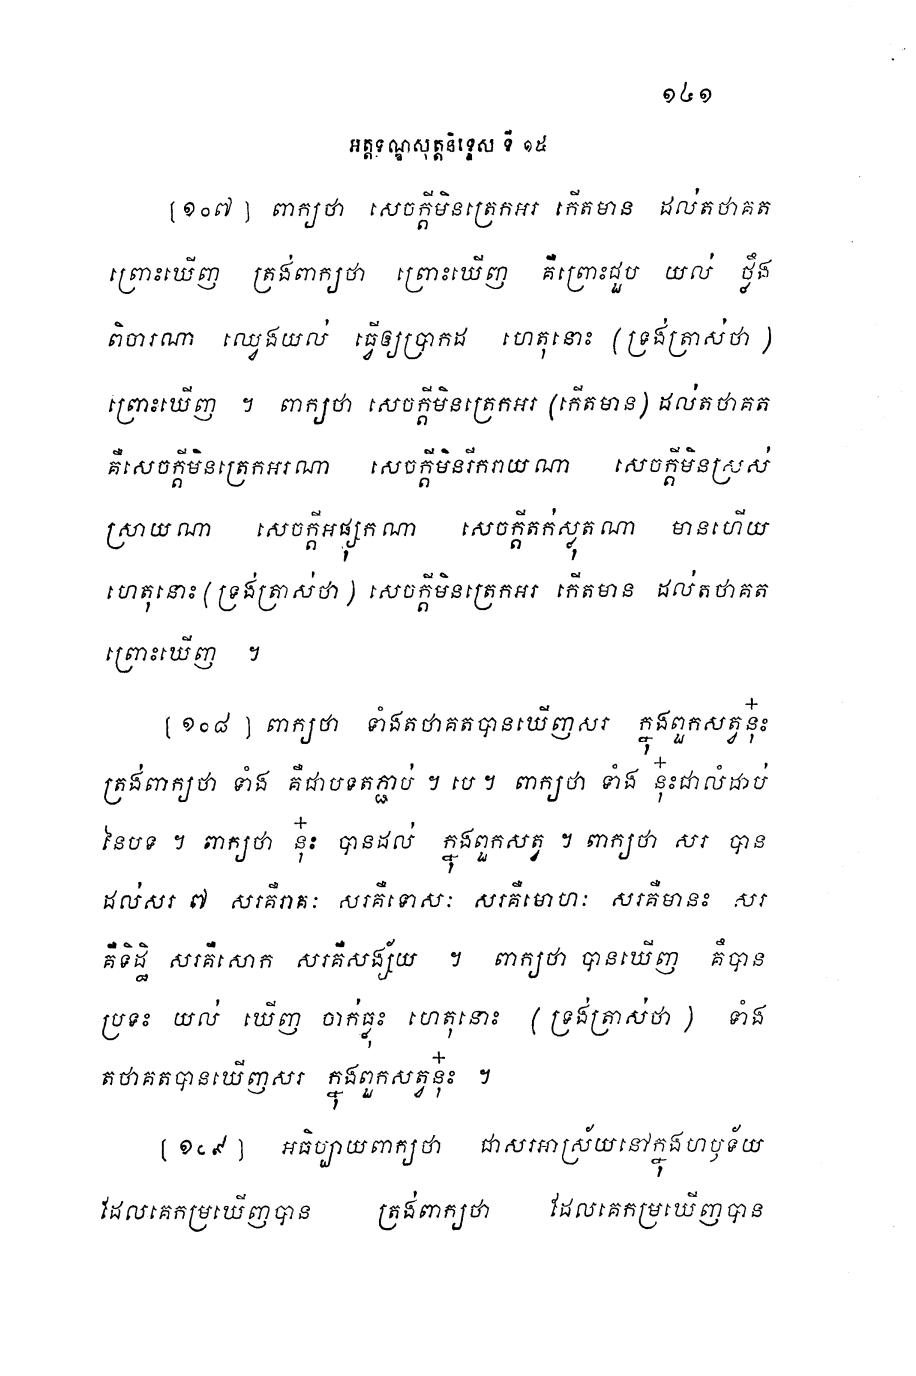 ១៤១
អត្តទណ្ឌសុត្តនិទ្ទេស ទី ១៥
[១០៧] ពាក្យថា សេចក្តីមិនត្រេកអរ កើតមាន ដល់តថាគត
ព្រោះឃើញ ត្រង់ពាក្យថា ព្រោះឃើញ គឺព្រោះជួប យល់ ថ្លឹង
ពិចារណា ឈ្វេងយល់ ធ្វើឲ្យប្រាកដ ហេតុនោះ (ទ្រង់ត្រាស់ថា)
ព្រោះឃើញ ។ ពាក្យថា សេចក្តីមិនត្រេកអរ (កើតមាន) ដល់តថាគត
គឺសេចក្តីមិនត្រេកអរណា សេចក្តីមិនរីករាយណា សេចក្តីមិនស្រស់
ស្រាយណា សេចក្តីអផ្សុកណា សេចក្តីតក់ស្លុតណា មានហើយ
ហេតុនោះ (ទ្រង់ត្រាស់ថា) សេចក្តីមិនត្រេកអរ កើតមាន ដល់តថាគត
ព្រោះឃើញ ។
[១០៨] ពាក្យថា ទាំងតថាគតបានឃើញសរ ក្នុងពួកសត្វនុ៎ះ
ត្រង់ពាក្យថា ទាំង គឺជាបទតភ្ជាប់ ។ បេ ។ ពាក្យថា ទាំង នុ៎ះជាលំដាប់
នៃបទ ។ ពាក្យថា នុ៎ះ បានដល់ ក្នុងពួកសត្វ ។ ពាក្យថា សរ បាន
ដល់សរ ៧ សរគឺរាគៈ សរគឺទោសៈ សរគឺមោហៈ សរគឺមានះ សរ
គឺទិដ្ឋិ សរគឺសោក សរគឺសង្ស័យ ។ ពាក្យថា បានឃើញ គឺបាន
ប្រទះ យល់ ឃើញ ចាក់ធ្លុះ ហេតុនោះ (ទ្រង់ត្រាស់ថា) ទាំង
តថាគតបានឃើញសរ ក្នុងពួកសត្វនុ៎ះ ។
[១០៩] អធិប្បាយពាក្យថា ជាសរអាស្រ័យនៅក្នុងហឫទ័យ
ដែលគេកម្រឃើញបាន ត្រង់ពាក្យថា ដែលគេកម្រឃើញបាន